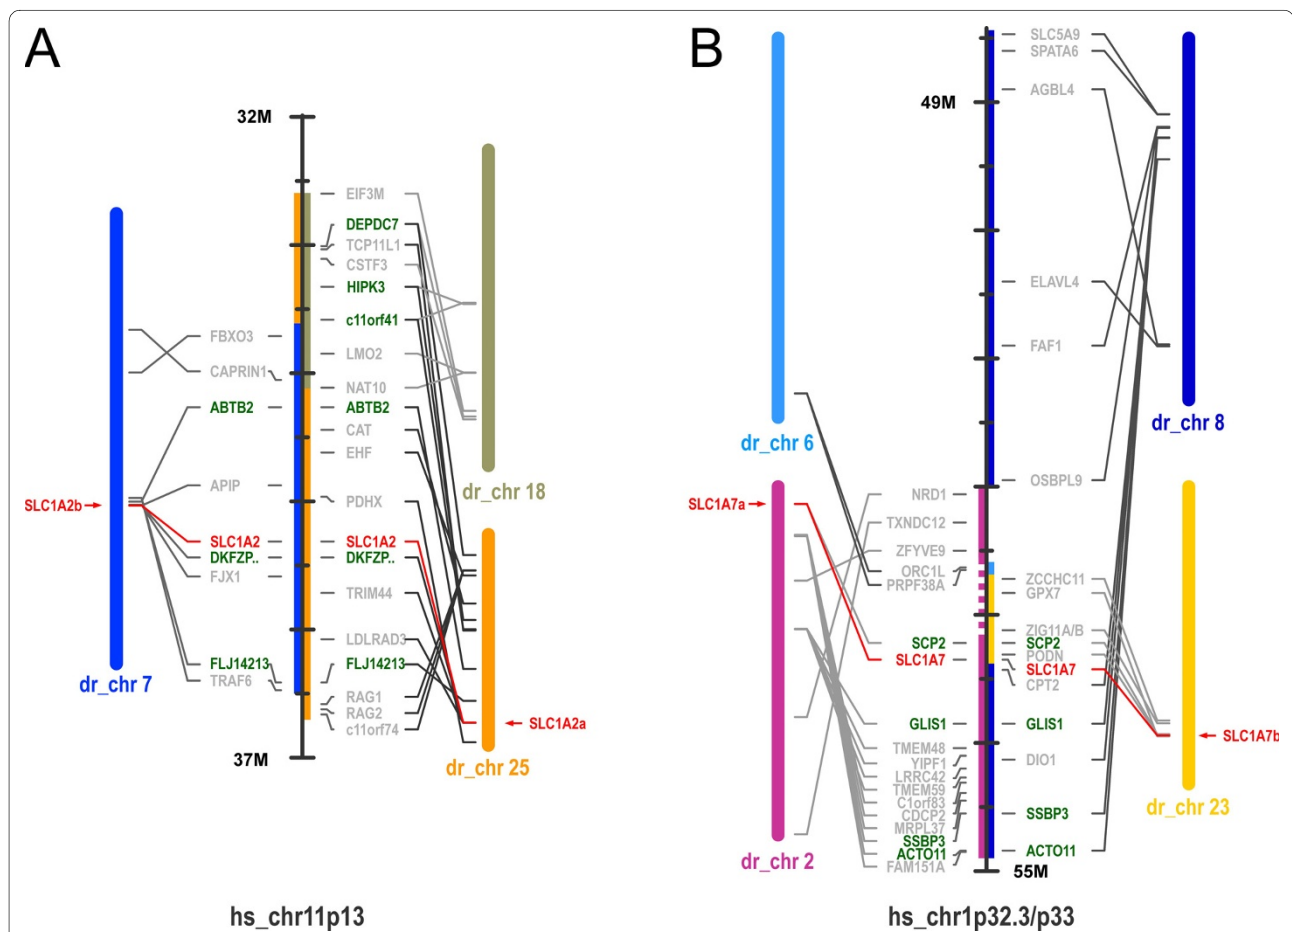 A
32M
EIF3M
DEPDC7
TCP11L1
CSTF3
HIPK3
c11orf41
FBXO3
LMO2
CAPRIN1
NAT10
ABTB2
ABTB2
CAT
EHF
APIP
PDHX
dr_chr 18
SLC1A2b
SLC1A2
SLC1A2
DKFZP..
DKFZP..
FJX1
TRIM44
LDLRAD3
FLJ14213
FLJ14213
TRAF6
dr_chr 7
RAG1
RAG2
c11orf74
SLC1A2a
37M
dr_chr 25
hs_chr11p13
B
SLC5A9
SPATA6
AGBL4
49M
ELAVL4
FAF1
dr_chr 8
dr_chr 6
OSBPL9
NRD1
SLC1A7a
TXNDC12
ZFYVE9
ORC1L
PRPF38A
ZCCHC11
GPX7
ZIG11A/B
SCP2
SCP2
PODN
SLC1A7
SLC1A7
CPT2
GLIS1
GLIS1
SLC1A7b
TMEM48
YIPF1
DIO1
LRRC42
TMEM59
C1orf83
CDCP2
SSBP3
MRPL37
SSBP3
ACTO11
ACTO11
FAM151A
dr_chr 23
dr_chr 2
55M
hs_chr1p32.3/p33